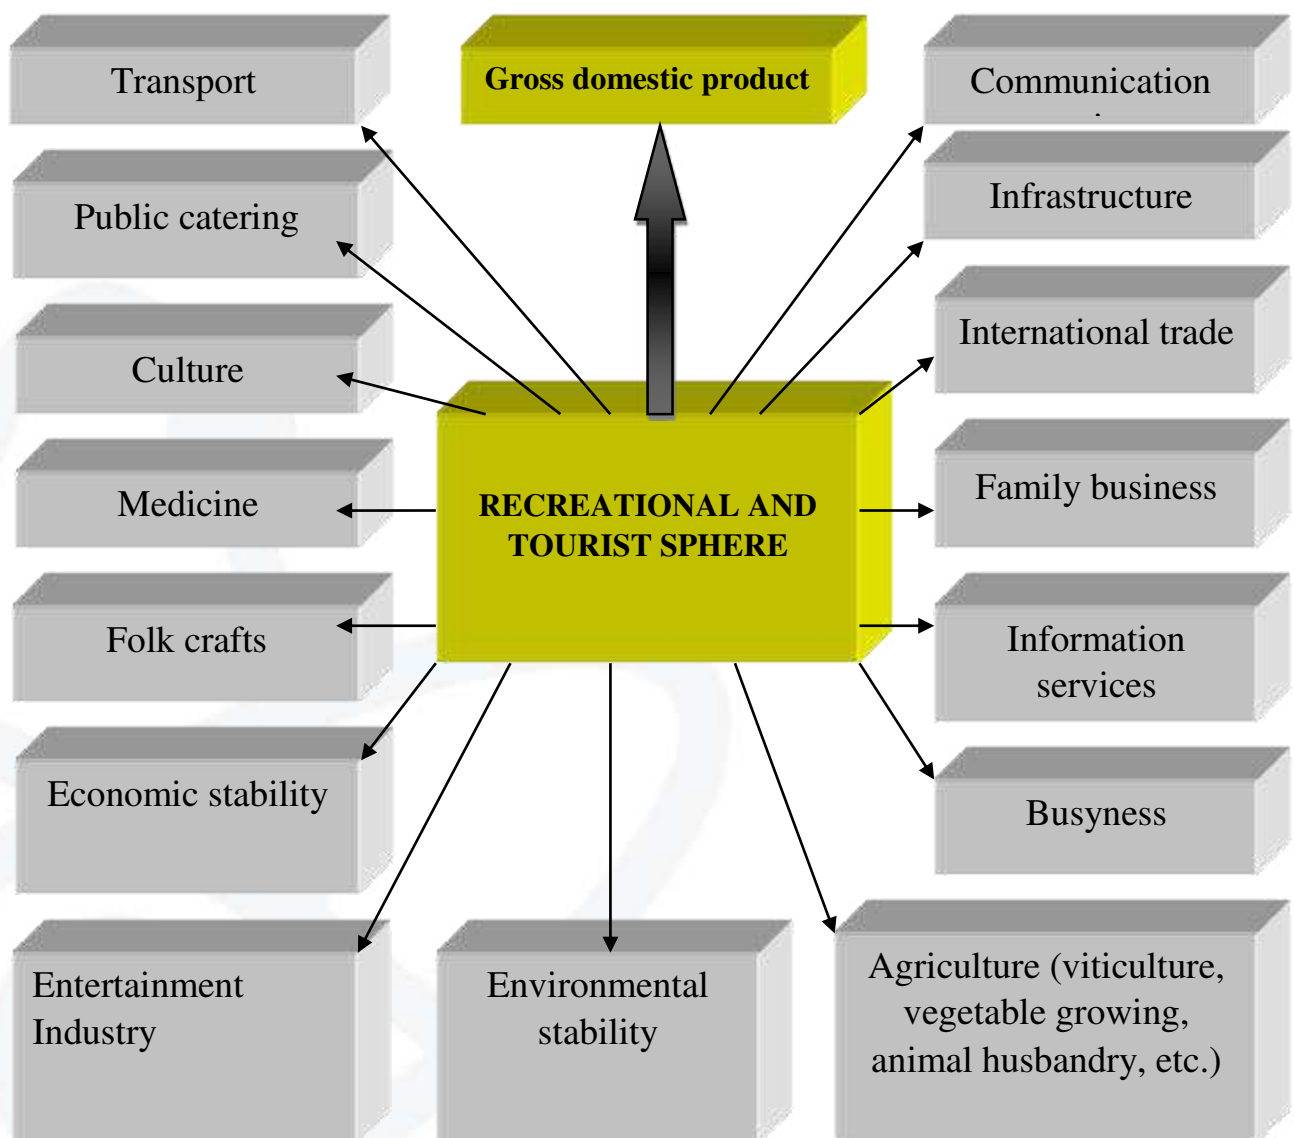 Transport
Gross domestic product
Communication
Public catering
Infrastructure
Culture
International trade
Medicine
RECREATIONAL AND
TOURIST SPHERE
Family business
Folk crafts
Information
services
Economic stability
Busyness
Entertainment
Industry
Environmental
stability
Agriculture (viticulture,
vegetable growing,
animal husbandry, etc.)